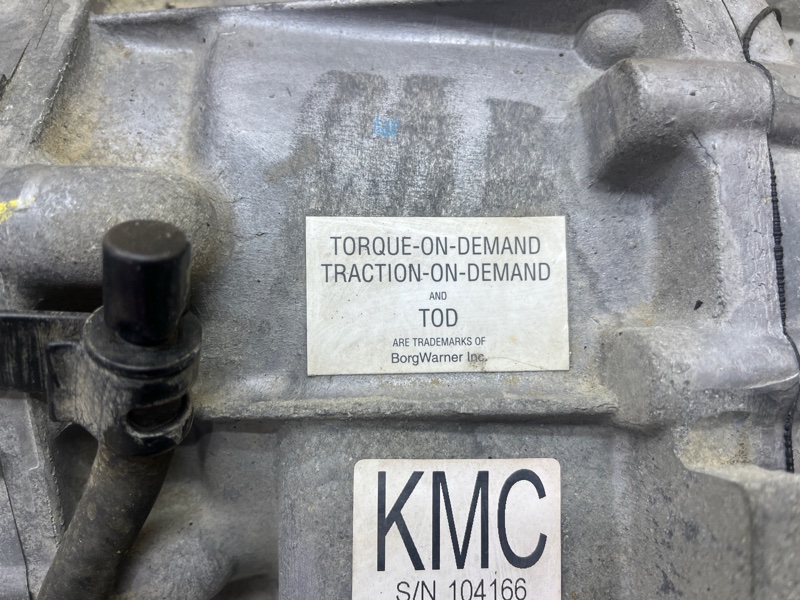 TORQUE-ON-DEMAND
TRACTION-ON-DEMAND
AND
TOD
ARE TRADEMARKS OF
BorgWarner Inc.
KMC
S/N 104166